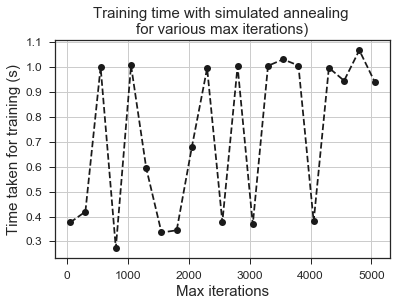 Training time with simulated annealing
for various max iterations)
1.1
1.0
0.9
0.8
0.7
0.6
0.5
0.4
0.3
Time taken for training (s)
0 1000 2000 3000 4000 5000
Max iterations